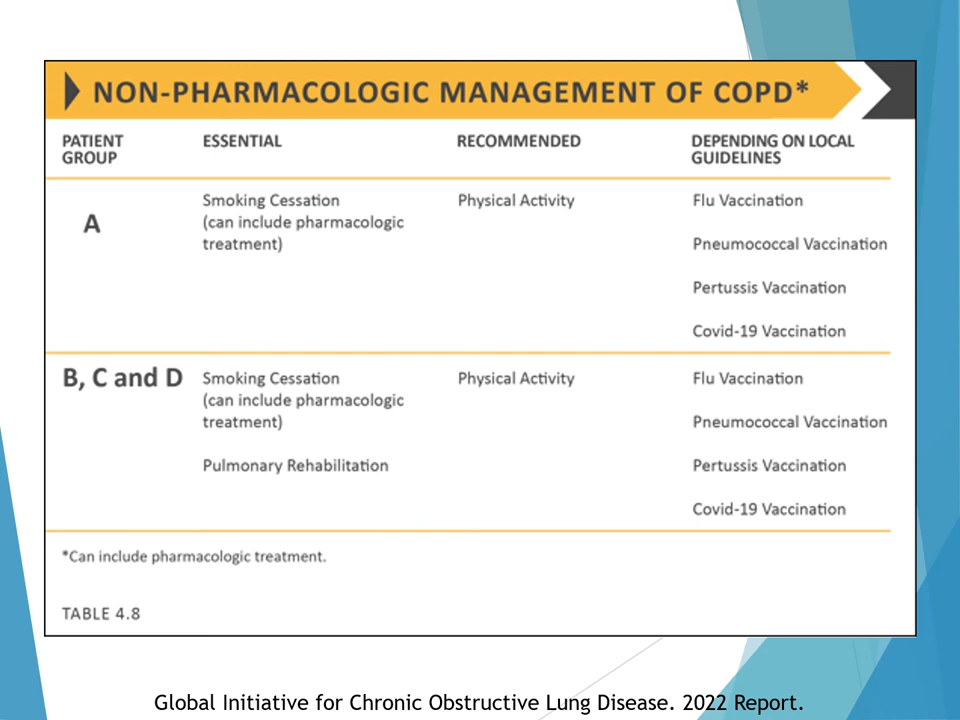 NON-PHARMACOLOGIC MANAGEMENT OF COPD*
PATIENT GROUP
ESSENTIAL
RECOMMENDED
DEPENDING ON LOCAL GUIDELINES
A
Smoking Cessation
(can include pharmacologic
treatment)
Physical Activity
Flu Vaccination
Pneumococcal Vaccination
Pertussis Vaccination
Covid-19 Vaccination
B, C and D
Smoking Cessation
(can include pharmacologic
treatment)
Pulmonary Rehabilitation
Physical Activity
Flu Vaccination
Pneumococcal Vaccination
Pertussis Vaccination
Covid-19 Vaccination
*Can include pharmacologic treatment.
TABLE 4.8
Global Initiative for Chronic Obstructive Lung Disease. 2022 Report.